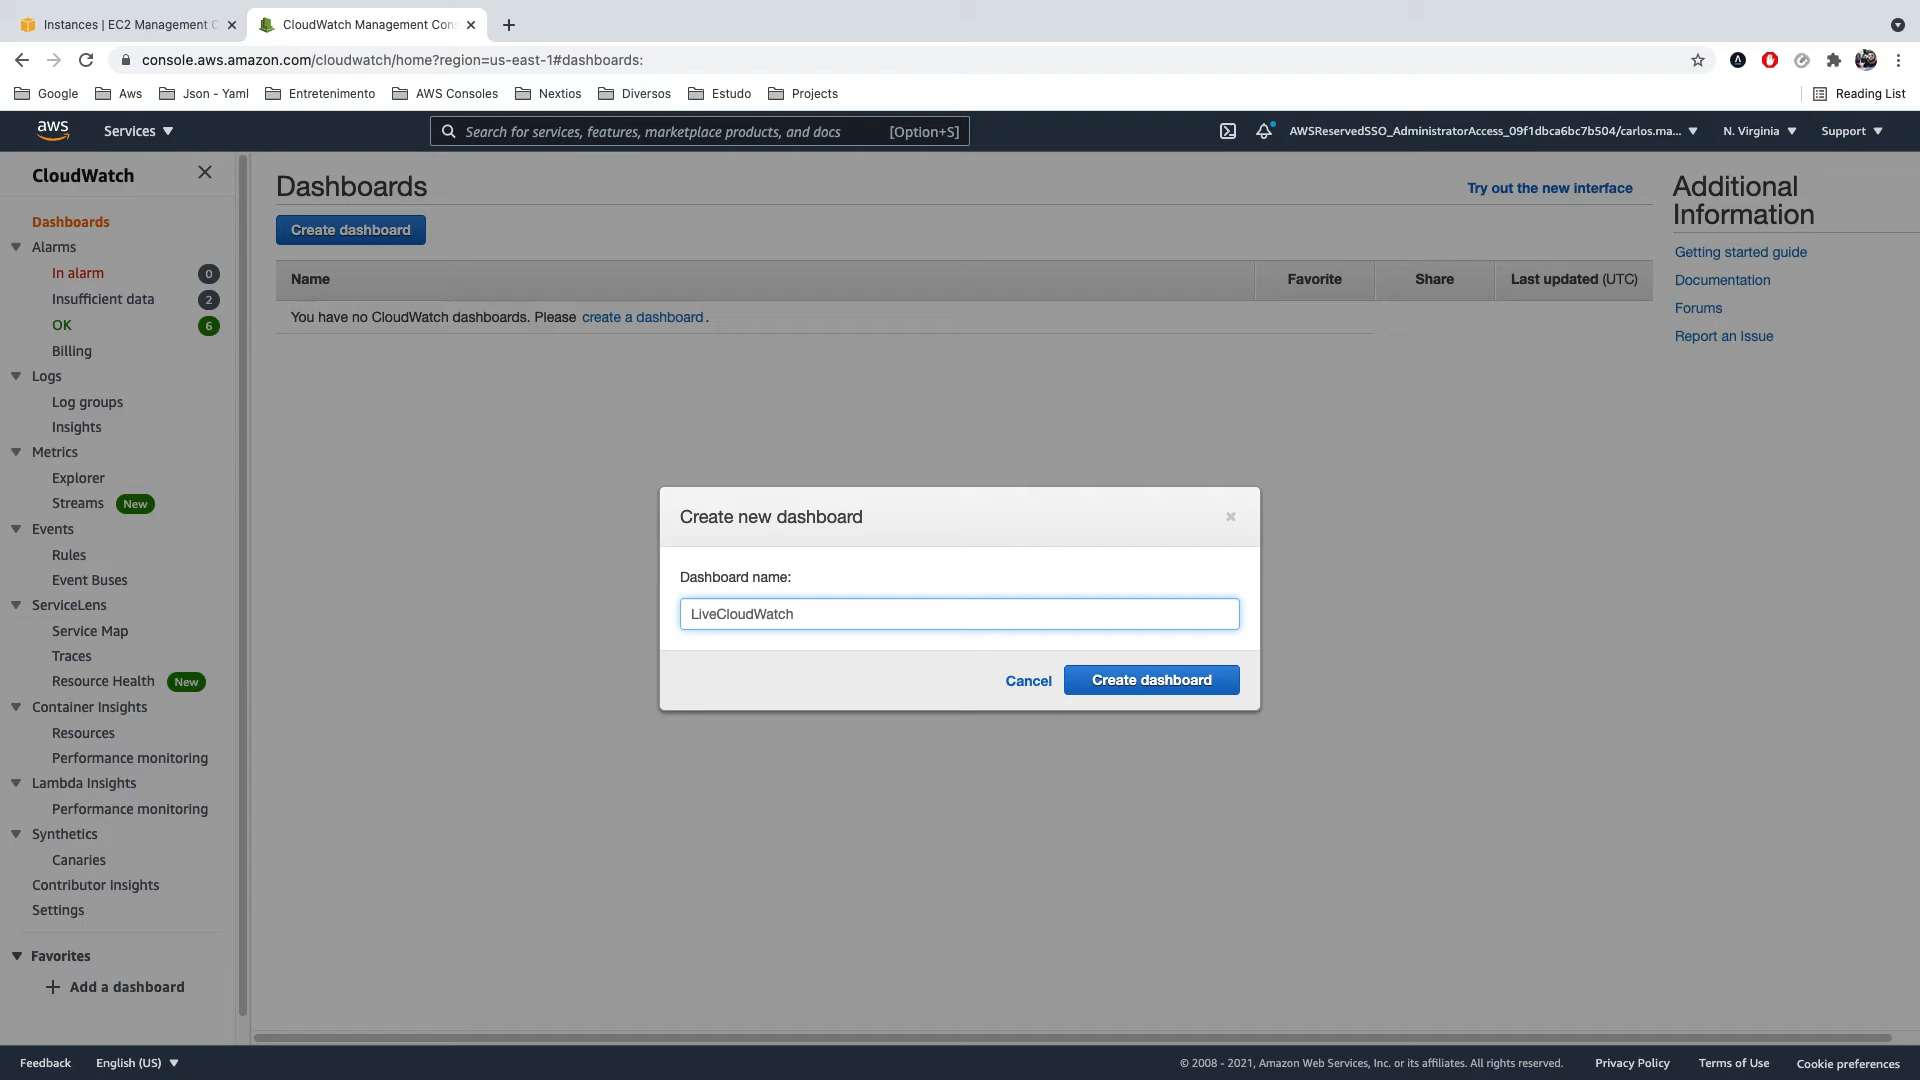 Instances | EC2 Management C
CloudWatch Management Con
console.aws.amazon.com/cloudwatch/home?region=us-east-1#dashboards:
Google
Aws
Json - Yaml
Entretenimento
AWS Consoles
Nextios
Diversos
Estudo
Projects
Reading List
aws
Services
Search for services, features, marketplace products, and docs
[Option+S]
AWSReservedSSO_AdministratorAccess_09f1dbca6bc7b504/carlos.ma...
N. Virginia
Support
CloudWatch
Dashboards
Alarms
In alarm 0
Insufficient data 2
OK 6
Billing
Logs
Log groups
Insights
Metrics
Explorer
Streams New
Events
Rules
Event Buses
ServiceLens
Service Map
Traces
Resource Health New
Container Insights
Resources
Performance monitoring
Lambda Insights
Performance monitoring
Synthetics
Canaries
Contributor Insights
Settings
Favorites
Add a dashboard
Dashboards
Try out the new interface
Create dashboard
Name
Favorite
Share
Last updated (UTC)
You have no CloudWatch dashboards. Please create a dashboard.
Additional
Information
Getting started guide
Documentation
Forums
Report an Issue
Create new dashboard
Dashboard name:
LiveCloudWatch
Cancel
Create dashboard
Feedback
English (US)
© 2008 - 2021, Amazon Web Services, Inc. or its affiliates. All rights reserved.
Privacy Policy
Terms of Use
Cookie preferences